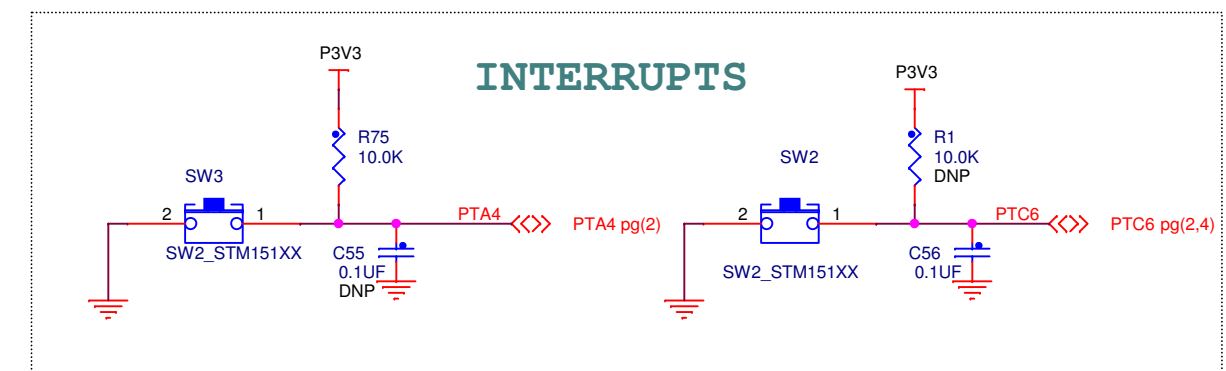 INTERRUPTS
P3V3
R75
10.0K
SW3
2
1
SW2_STM151XX
PTA4
PTA4 pg(2)
C55
0.1UF
DNP
P3V3
R1
10.0K
DNP
SW2
2
1
SW2_STM151XX
PTC6
PTC6 pg(2,4)
C56
0.1UF